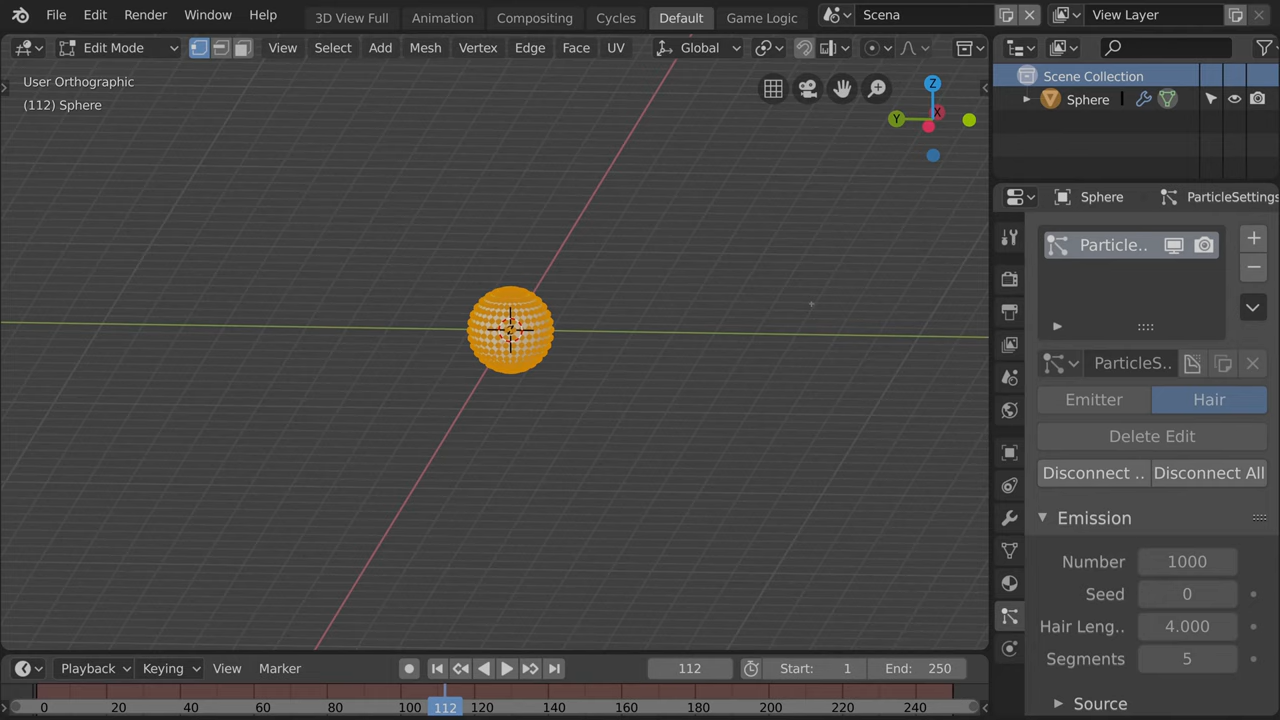 File Edit Render Window Help 3D View Full Animation Compositing Cycles Default Game Logic Scena View Layer
Edit Mode View Select Add Mesh Vertex Edge Face UV Global
User Orthographic
(112) Sphere
Z
Y X
Scene Collection
Sphere
Sphere ParticleSettings
Particle..
ParticleS..
Emitter Hair
Delete Edit
Disconnect .. Disconnect All
Emission
Number 1000
Seed 0
Hair Leng.. 4.000
Segments 5
Source
Playback Keying View Marker 112 Start: 1 End: 250
0 20 40 60 80 100 112 120 140 160 180 200 220 240